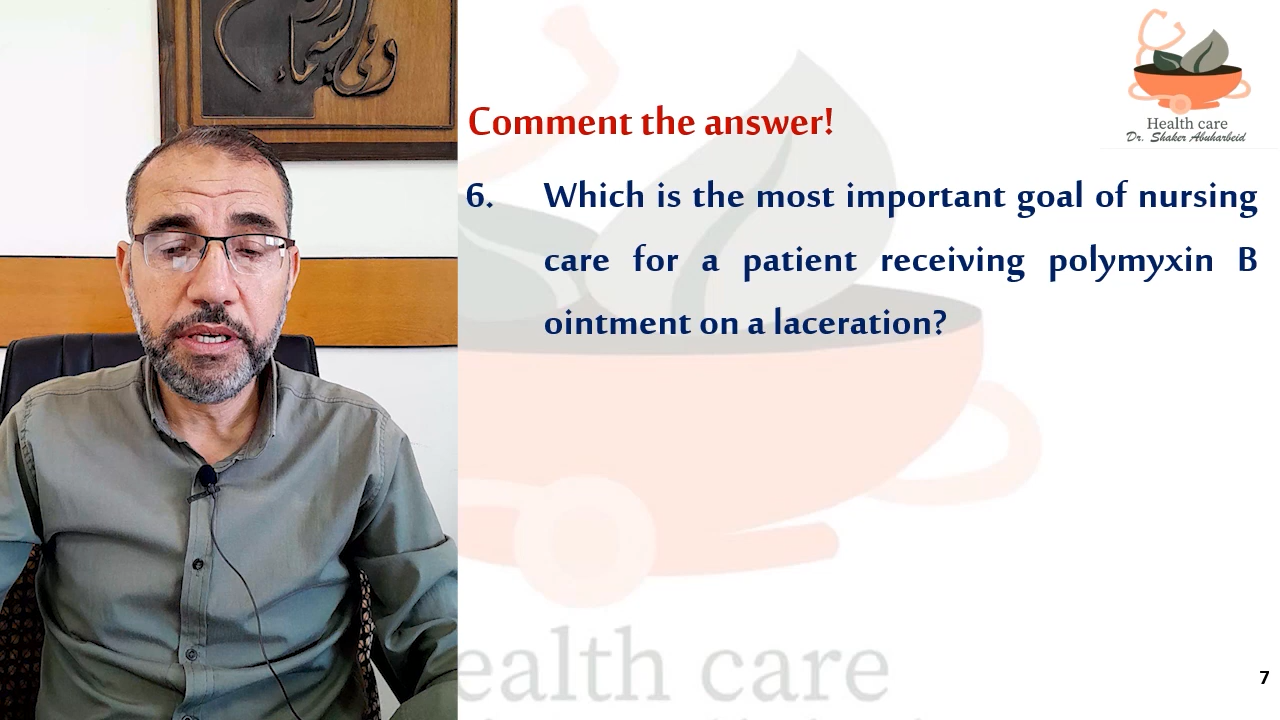 Comment the answer!
6. Which is the most important goal of nursing
care for a patient receiving polymyxin B
ointment on a laceration?
Health care
Dr. Shaker Abuharbeid
ealth care
7